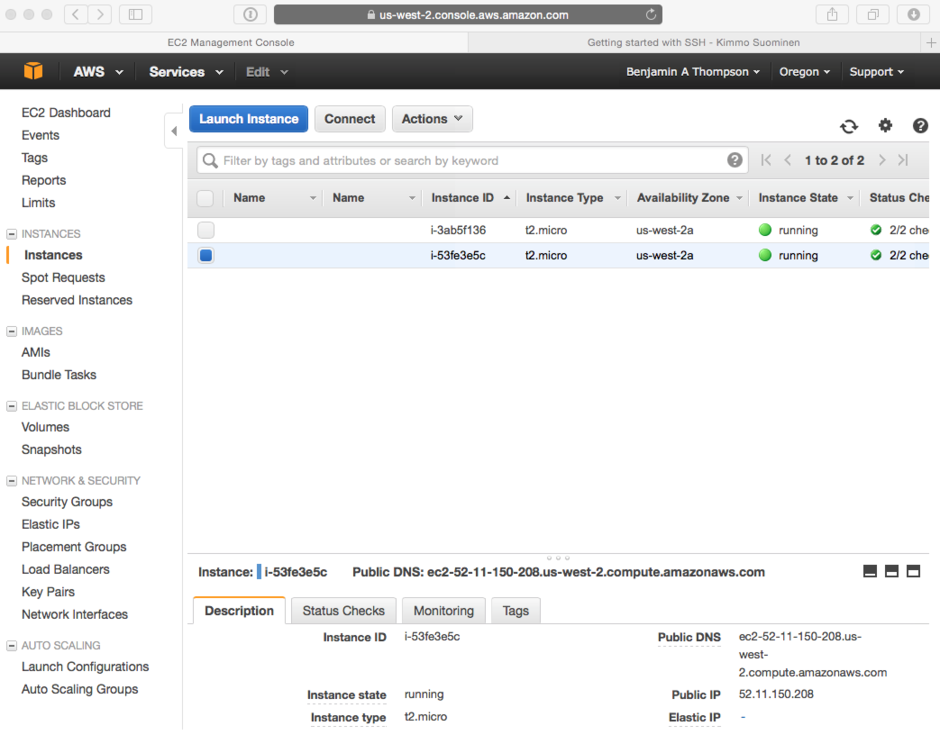 us-west-2.console.aws.amazon.com
EC2 Management Console
Getting started with SSH - Kimmo Suominen
AWS
Services
Edit
Benjamin A Thompson
Oregon
Support
EC2 Dashboard
Events
Tags
Reports
Limits
INSTANCES
Instances
Spot Requests
Reserved Instances
IMAGES
AMIs
Bundle Tasks
ELASTIC BLOCK STORE
Volumes
Snapshots
NETWORK & SECURITY
Security Groups
Elastic IPs
Placement Groups
Load Balancers
Key Pairs
Network Interfaces
AUTO SCALING
Launch Configurations
Auto Scaling Groups
Launch Instance
Connect
Actions
Filter by tags and attributes or search by keyword
1 to 2 of 2
Name Name Instance ID Instance Type Availability Zone Instance State Status Che
i-3ab5f136 t2.micro us-west-2a running 2/2 che
i-53fe3e5c t2.micro us-west-2a running 2/2 che
Instance: i-53fe3e5c Public DNS: ec2-52-11-150-208.us-west-2.compute.amazonaws.com
Description Status Checks Monitoring Tags
Instance ID i-53fe3e5c
Public DNS ec2-52-11-150-208.us-
west-
2.compute.amazonaws.com
Instance state running
Public IP 52.11.150.208
Instance type t2.micro
Elastic IP -